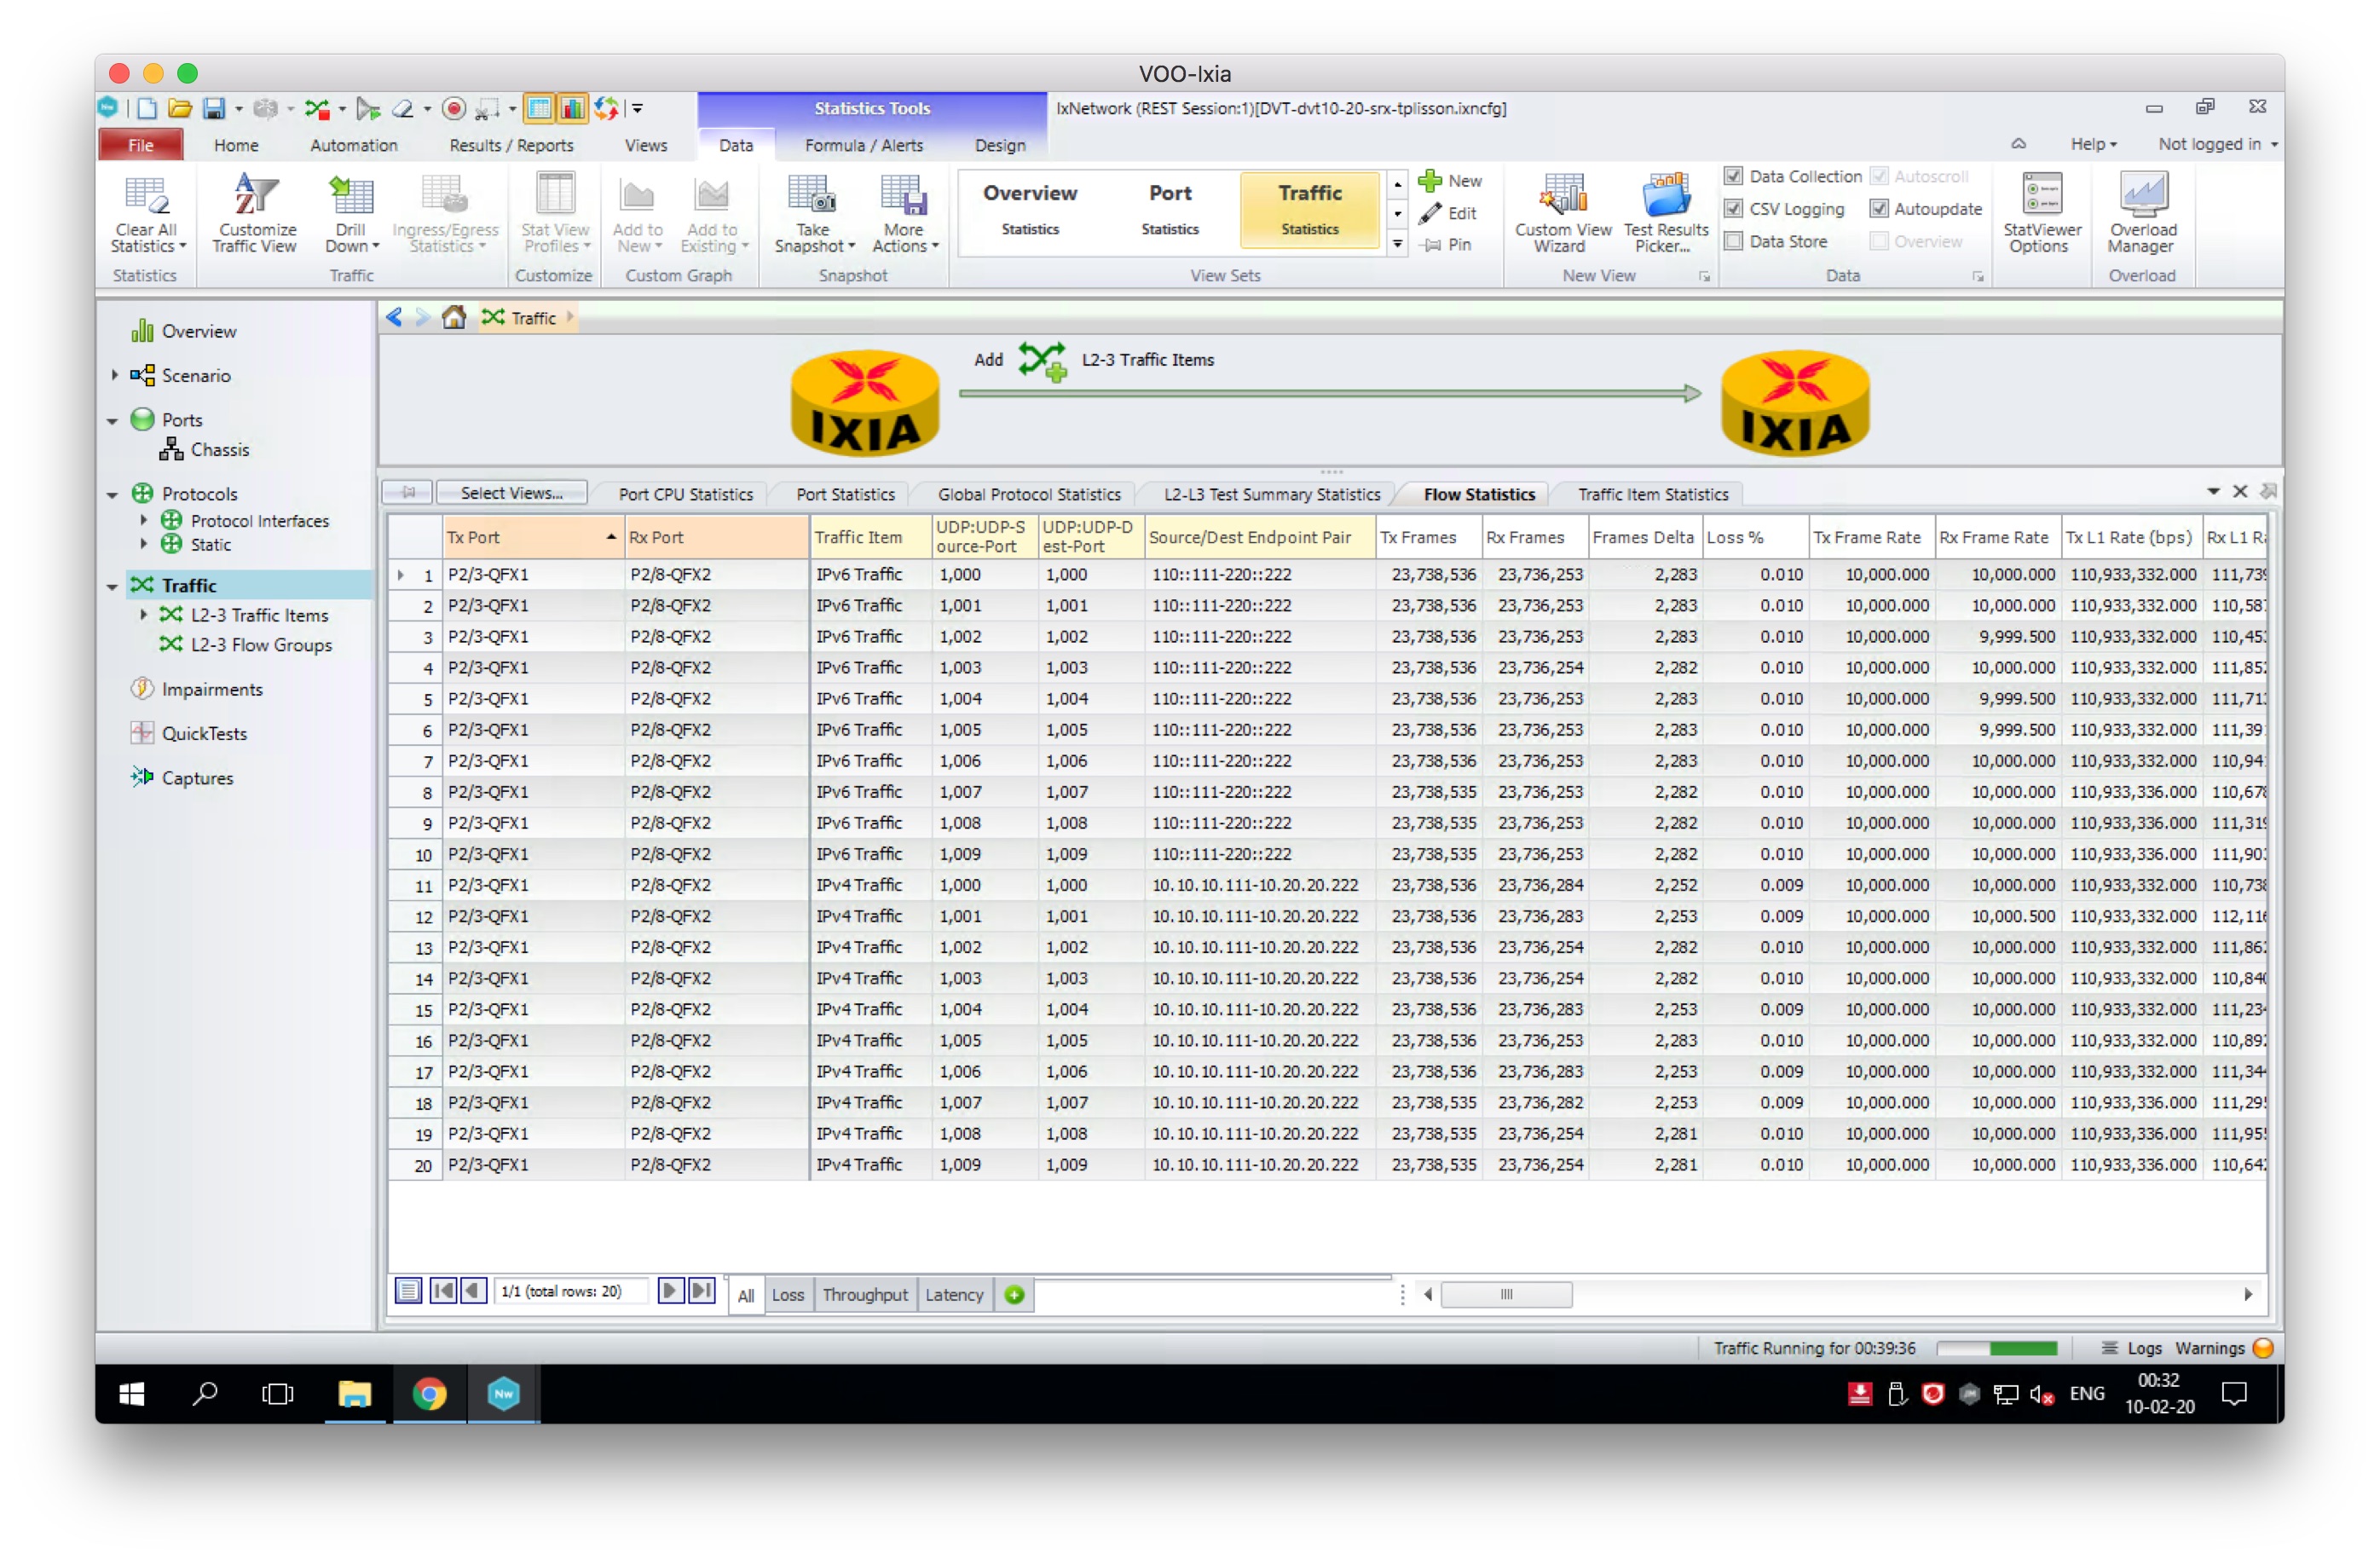 VOO-Ixia
Statistics Tools
IxNetwork (REST Session:1)[DVT-dvt10-20-srx-tplisson.ixncfg]
File Home Automation Results / Reports Views Data Formula / Alerts Design Help Not logged in
Clear All Statistics
Customize Traffic View
Drill Down
Ingress/Egress Statistics
Stat View Profiles
Add to New
Add to Existing
Take Snapshot
More Actions
Overview Statistics
Port Statistics
Traffic Statistics
New
Edit
Pin
Custom View Wizard
Test Results Picker...
Data Collection Autoscroll
CSV Logging Autoupdate
Data Store Overview
StatViewer Options
Overload Manager
Statistics Traffic Customize Custom Graph Snapshot View Sets New View Data Overload
Overview
Scenario
Ports
Chassis
Protocols
Protocol Interfaces
Static
Traffic
L2-3 Traffic Items
L2-3 Flow Groups
Impairments
QuickTests
Captures
Traffic
Add L2-3 Traffic Items
IXIA IXIA
Select Views... Port CPU Statistics Port Statistics Global Protocol Statistics L2-L3 Test Summary Statistics Flow Statistics Traffic Item Statistics
Tx Port Rx Port Traffic Item UDP:UDP-Source-Port UDP:UDP-Dest-Port Source/Dest Endpoint Pair Tx Frames Rx Frames Frames Delta Loss % Tx Frame Rate Rx Frame Rate Tx L1 Rate (bps) Rx L1 Ra
1 P2/3-QFX1 P2/8-QFX2 IPv6 Traffic 1,000 1,000 110::111-220::222 23,738,536 23,736,253 2,283 0.010 10,000.000 10,000.000 110,933,332.000 111,739
2 P2/3-QFX1 P2/8-QFX2 IPv6 Traffic 1,001 1,001 110::111-220::222 23,738,536 23,736,253 2,283 0.010 10,000.000 10,000.000 110,933,332.000 110,587
3 P2/3-QFX1 P2/8-QFX2 IPv6 Traffic 1,002 1,002 110::111-220::222 23,738,536 23,736,253 2,283 0.010 10,000.000 9,999.500 110,933,332.000 110,453
4 P2/3-QFX1 P2/8-QFX2 IPv6 Traffic 1,003 1,003 110::111-220::222 23,738,536 23,736,254 2,282 0.010 10,000.000 10,000.000 110,933,332.000 111,852
5 P2/3-QFX1 P2/8-QFX2 IPv6 Traffic 1,004 1,004 110::111-220::222 23,738,536 23,736,253 2,283 0.010 10,000.000 9,999.500 110,933,332.000 111,713
6 P2/3-QFX1 P2/8-QFX2 IPv6 Traffic 1,005 1,005 110::111-220::222 23,738,536 23,736,253 2,283 0.010 10,000.000 9,999.500 110,933,332.000 111,39
7 P2/3-QFX1 P2/8-QFX2 IPv6 Traffic 1,006 1,006 110::111-220::222 23,738,536 23,736,253 2,283 0.010 10,000.000 10,000.000 110,933,332.000 110,94
8 P2/3-QFX1 P2/8-QFX2 IPv6 Traffic 1,007 1,007 110::111-220::222 23,738,535 23,736,253 2,282 0.010 10,000.000 10,000.000 110,933,336.000 110,678
9 P2/3-QFX1 P2/8-QFX2 IPv6 Traffic 1,008 1,008 110::111-220::222 23,738,535 23,736,253 2,282 0.010 10,000.000 10,000.000 110,933,336.000 111,319
10 P2/3-QFX1 P2/8-QFX2 IPv6 Traffic 1,009 1,009 110::111-220::222 23,738,535 23,736,253 2,282 0.010 10,000.000 10,000.000 110,933,336.000 111,90
11 P2/3-QFX1 P2/8-QFX2 IPv4 Traffic 1,000 1,000 10.10.10.111-10.20.20.222 23,738,536 23,736,284 2,252 0.009 10,000.000 10,000.000 110,933,332.000 110,738
12 P2/3-QFX1 P2/8-QFX2 IPv4 Traffic 1,001 1,001 10.10.10.111-10.20.20.222 23,738,536 23,736,283 2,253 0.009 10,000.000 10,000.500 110,933,332.000 112,116
13 P2/3-QFX1 P2/8-QFX2 IPv4 Traffic 1,002 1,002 10.10.10.111-10.20.20.222 23,738,536 23,736,254 2,282 0.010 10,000.000 10,000.000 110,933,332.000 111,862
14 P2/3-QFX1 P2/8-QFX2 IPv4 Traffic 1,003 1,003 10.10.10.111-10.20.20.222 23,738,536 23,736,254 2,282 0.010 10,000.000 10,000.000 110,933,332.000 110,840
15 P2/3-QFX1 P2/8-QFX2 IPv4 Traffic 1,004 1,004 10.10.10.111-10.20.20.222 23,738,536 23,736,283 2,253 0.009 10,000.000 10,000.000 110,933,332.000 111,234
16 P2/3-QFX1 P2/8-QFX2 IPv4 Traffic 1,005 1,005 10.10.10.111-10.20.20.222 23,738,536 23,736,253 2,283 0.010 10,000.000 10,000.000 110,933,332.000 110,892
17 P2/3-QFX1 P2/8-QFX2 IPv4 Traffic 1,006 1,006 10.10.10.111-10.20.20.222 23,738,536 23,736,283 2,253 0.009 10,000.000 10,000.000 110,933,332.000 111,344
18 P2/3-QFX1 P2/8-QFX2 IPv4 Traffic 1,007 1,007 10.10.10.111-10.20.20.222 23,738,535 23,736,282 2,253 0.009 10,000.000 10,000.000 110,933,336.000 111,295
19 P2/3-QFX1 P2/8-QFX2 IPv4 Traffic 1,008 1,008 10.10.10.111-10.20.20.222 23,738,535 23,736,254 2,281 0.010 10,000.000 10,000.000 110,933,336.000 111,955
20 P2/3-QFX1 P2/8-QFX2 IPv4 Traffic 1,009 1,009 10.10.10.111-10.20.20.222 23,738,535 23,736,254 2,281 0.010 10,000.000 10,000.000 110,933,336.000 110,642
1/1 (total rows: 20) All Loss Throughput Latency
Traffic Running for 00:39:36 Logs Warnings
Nw ENG 00:32
10-02-20